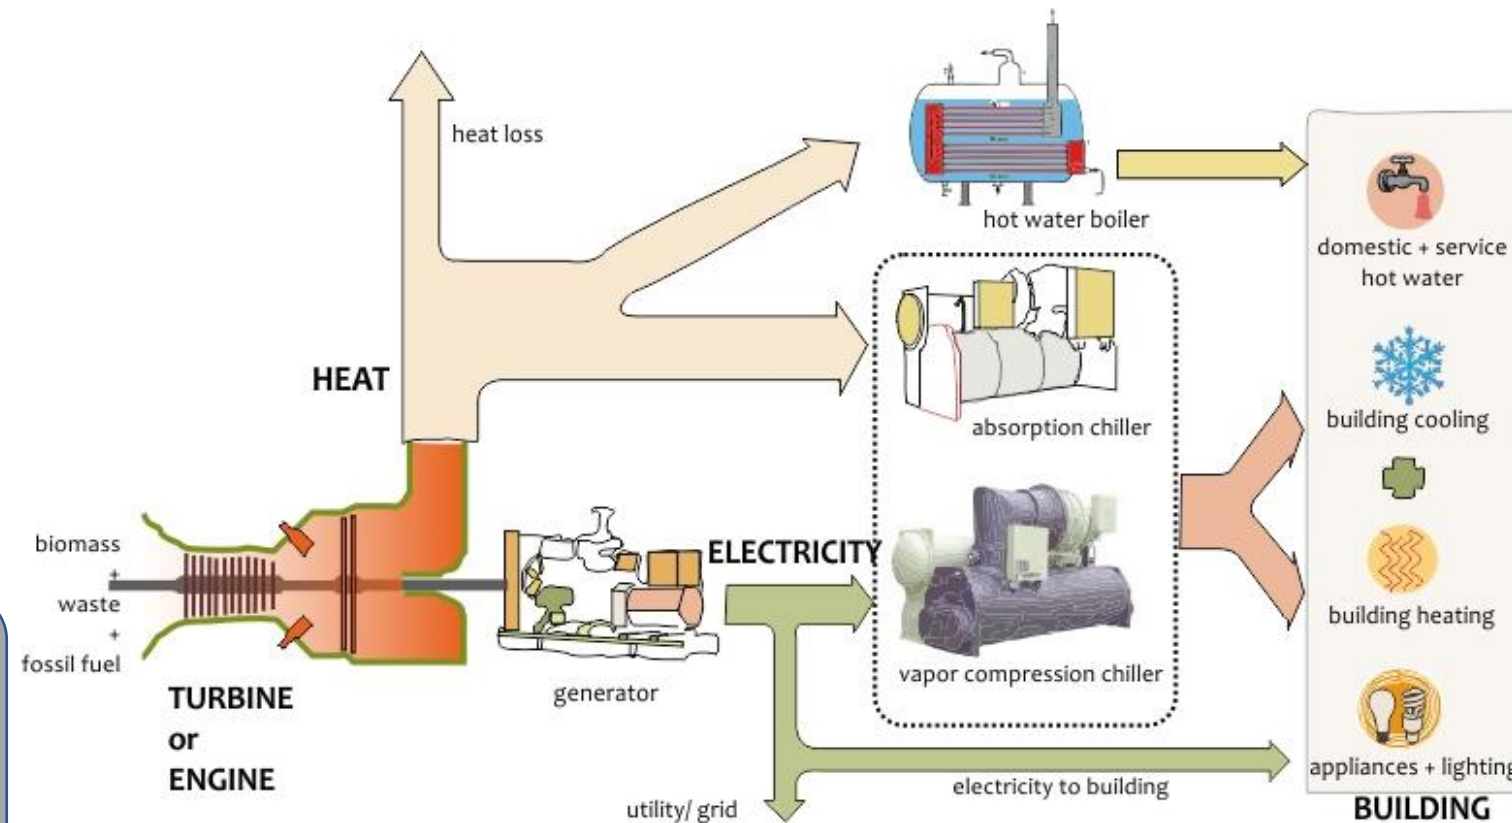 heat loss
hot water boiler
domestic + service
hot water
HEAT
absorption chiller
building cooling
biomass
+
waste
+
fossil fuel
ELECTRICITY
generator
vapor compression chiller
building heating
TURBINE
or
ENGINE
appliances + lighting
electricity to building
utility/ grid
BUILDING